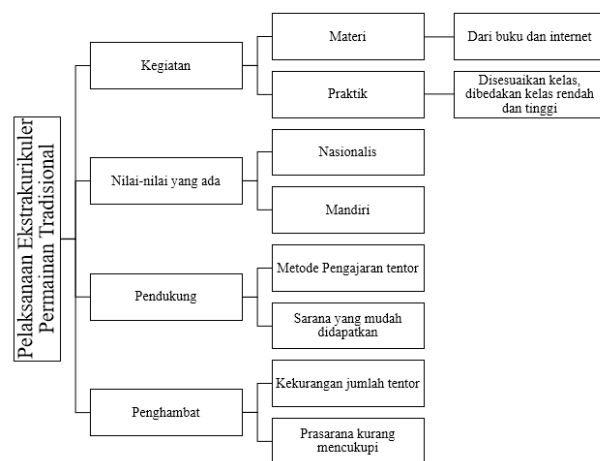 Pelaksanaan Ekstrakurikuler
Permainan Tradisional
Kegiatan
Materi
Dari buku dan internet
Praktik
Disesuaikan kelas,
dibedakan kelas rendah
dan tinggi
Nilai-nilai yang ada
Nasionalis
Mandiri
Pendukung
Metode Pengajaran tentor
Sarana yang mudah
didapatkan
Penghambat
Kekurangan jumlah tentor
Prasarana kurang
mencukupi